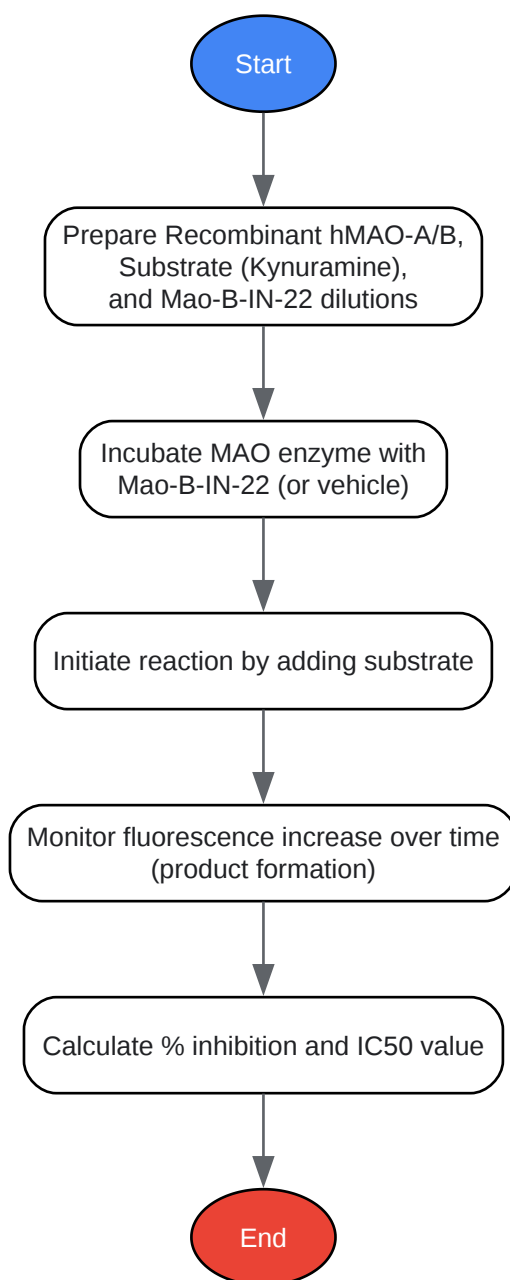 Start
Prepare Recombinant hMAO-A/B,
Substrate (Kynuramine),
and Mao-B-IN-22 dilutions
Incubate MAO enzyme with
Mao-B-IN-22 (or vehicle)
Initiate reaction by adding substrate
Monitor fluorescence increase over time
(product formation)
Calculate % inhibition and IC50 value
End